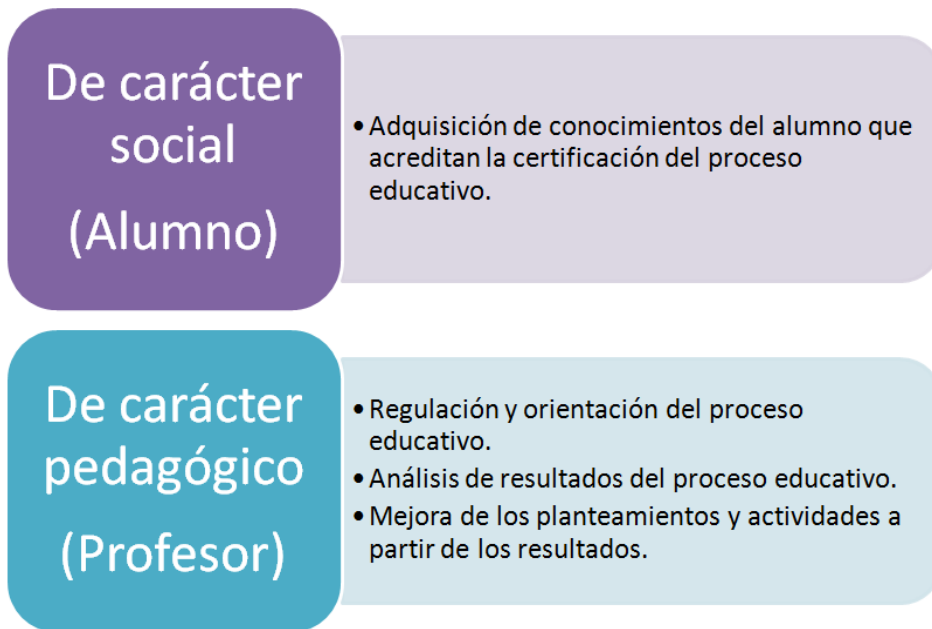 De carácter
social
(Alumno)
• Adquisición de conocimientos del alumno que
acreditan la certificación del proceso
educativo.
De carácter
pedagógico
(Profesor)
• Regulación y orientación del proceso
educativo.
• Análisis de resultados del proceso educativo.
• Mejora de los planteamientos y actividades a
partir de los resultados.